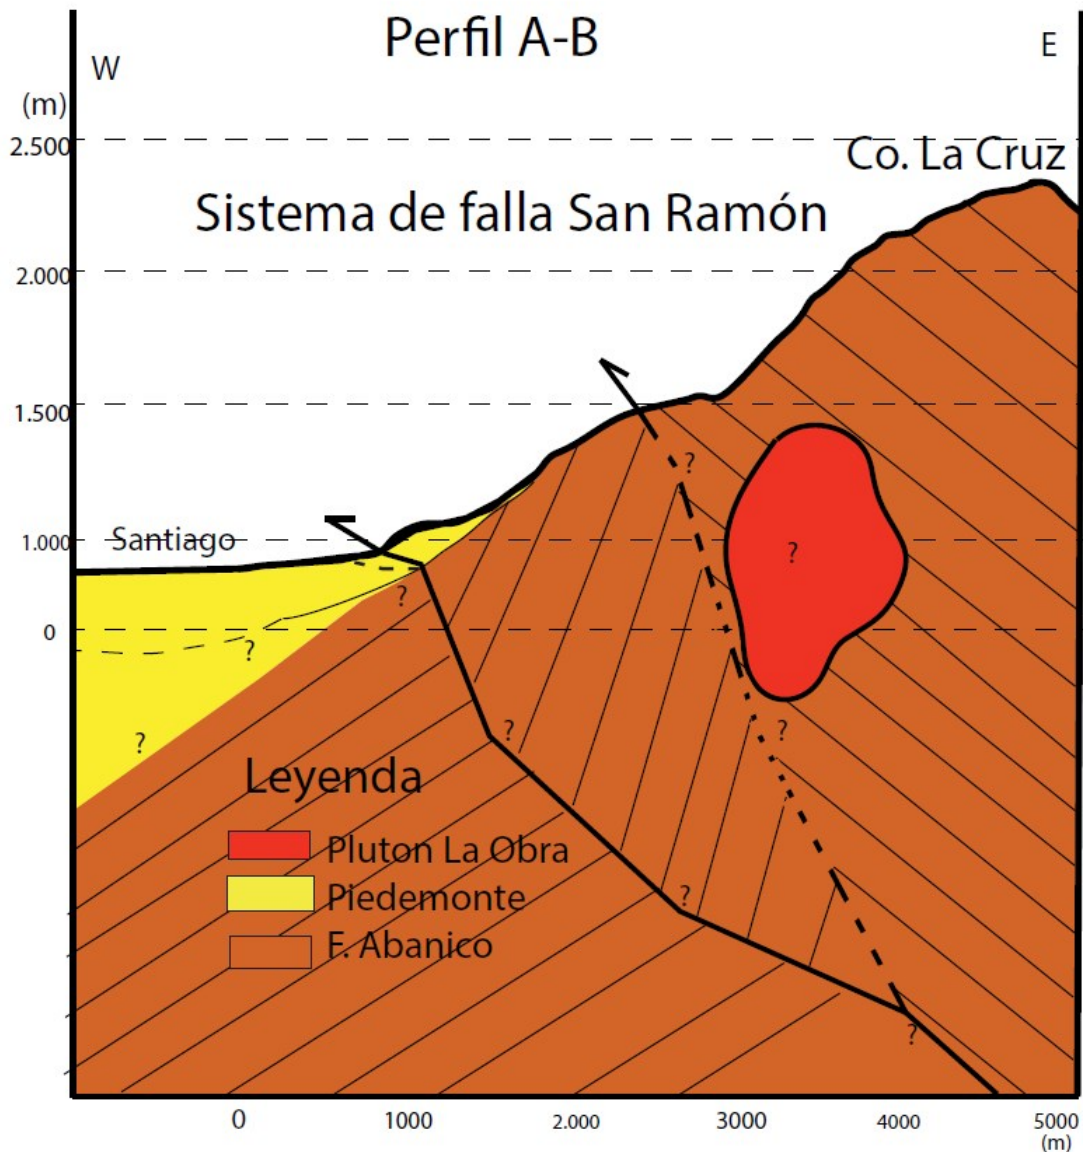 Perfil A-B
W
E
(m)
2.500
Co. La Cruz
Sistema de falla San Ramón
2.000
1.500
?
Santiago
1.000
?
?
0
?
?
?
?
Leyenda
Pluton La Obra
Piedemonte
?
F. Abanico
?
0
1000
2.000
3000
4000
5000
(m)